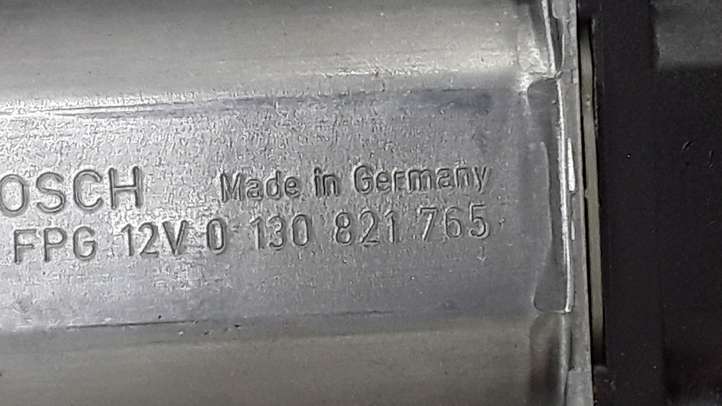 OSCH Made in Germany
FPG 12V 0 130 821 765